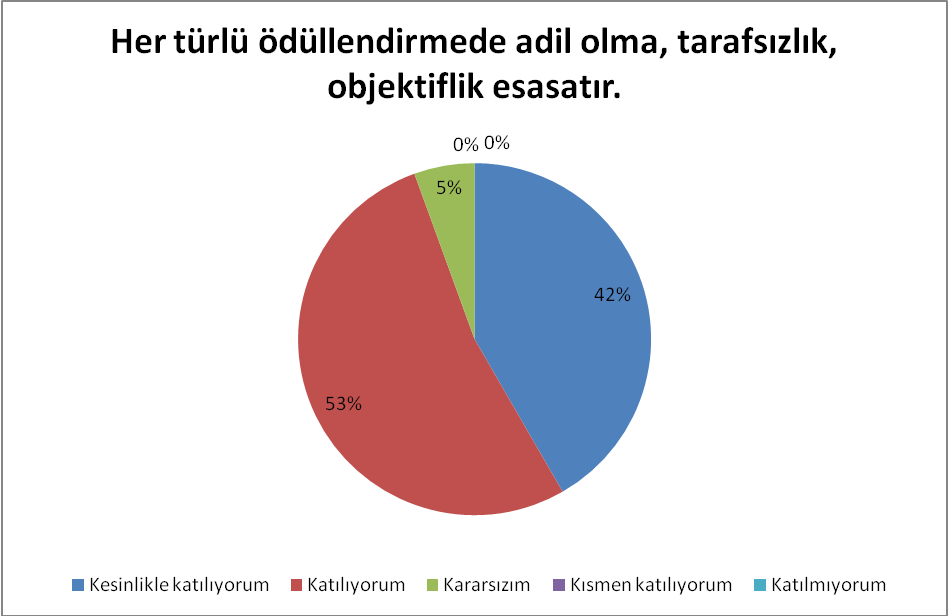 Her türlü ödüllendirmede adil olma, tarafsızlık,
objektiflik esasatır.
0% 0%
5%
42%
53%
Kesinlikle katılıyorum Katılıyorum Kararsızım Kısmen katılıyorum Katılmıyorum